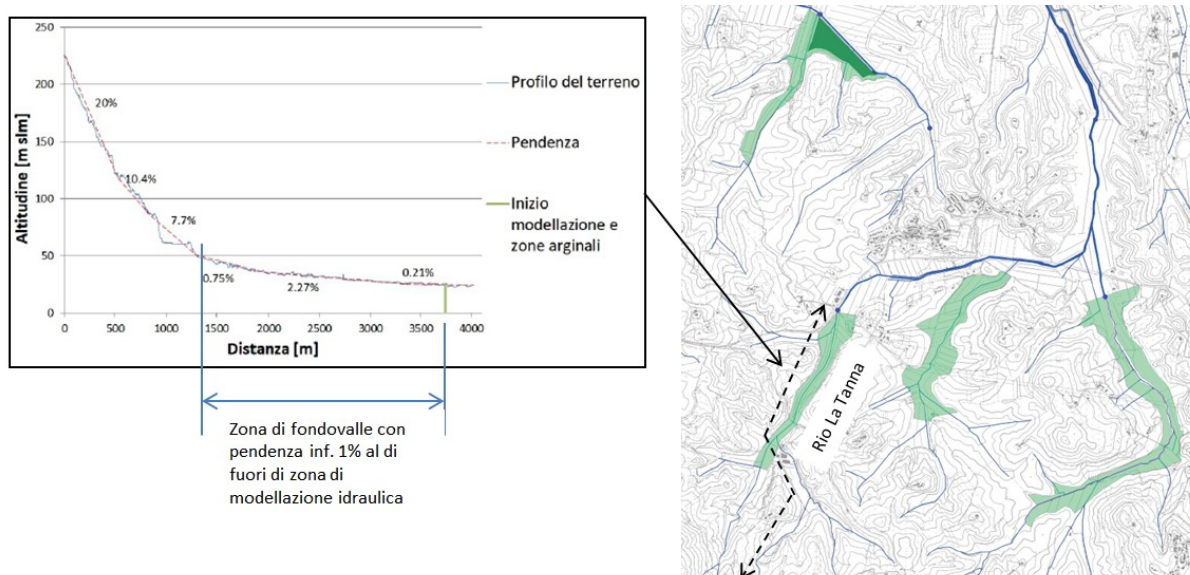 250
200
150
100
50
0
Altitudine [m slm]
20%
10.4%
7.7%
0.75%
2.27%
0.21%
0
500
1000
1500
2000
2500
3000
3500
4000
Distanza [m]
Profilo del terreno
Pendenza
Inizio
modellazione e
zone arginali
Zona di fondovalle con
pendenza inf. 1% al di
fuori di zona di
modellazione idraulica
Rio La Tanna